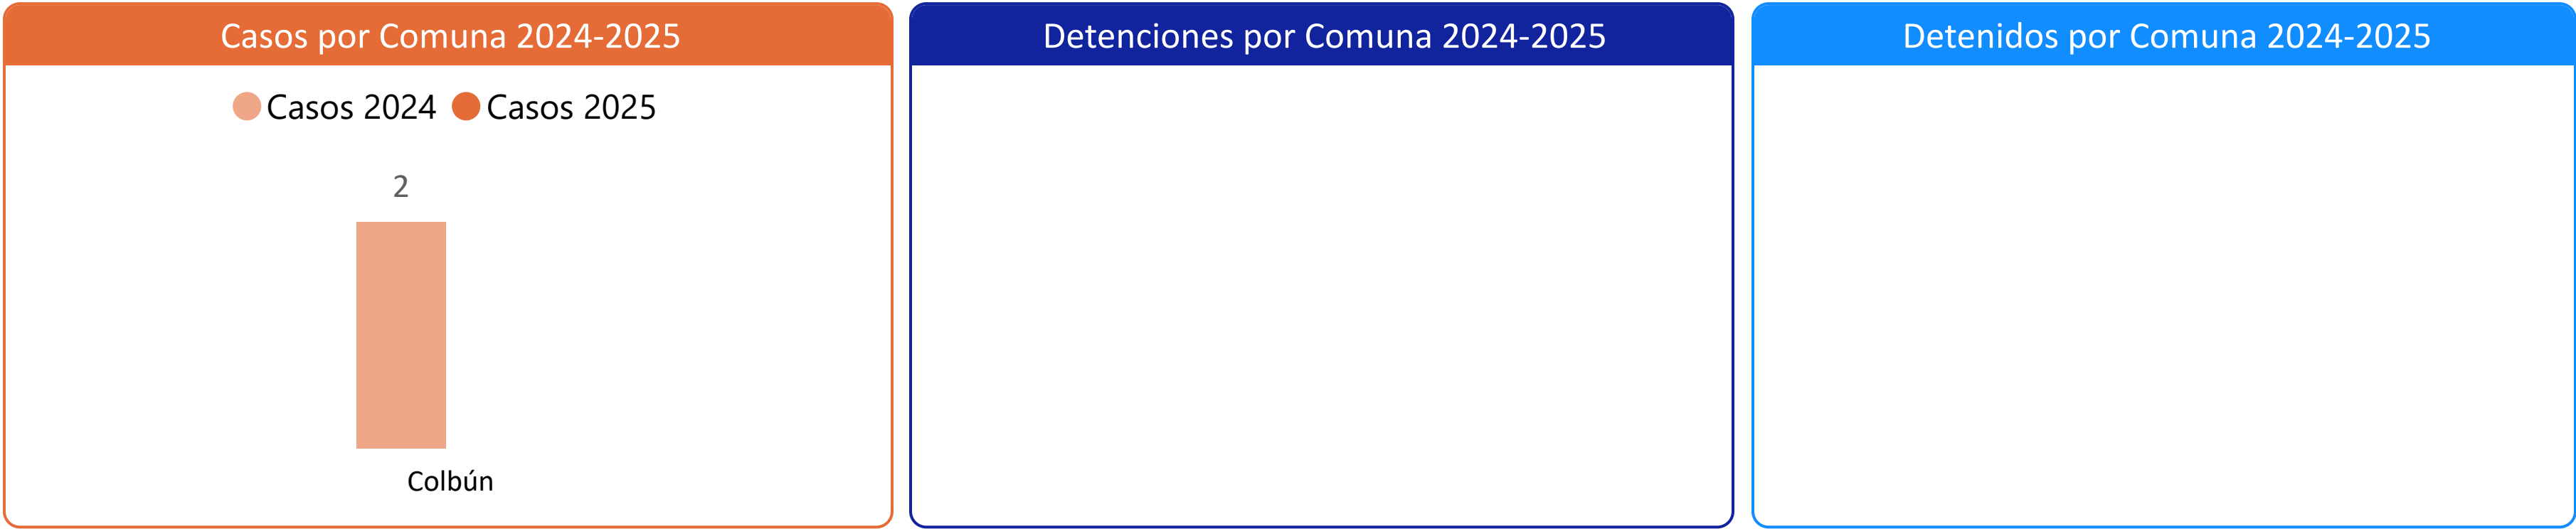 Casos por Comuna 2024-2025
Casos 2024
Casos 2025
2
Colbún
Detenciones por Comuna 2024-2025
Detenidos por Comuna 2024-2025